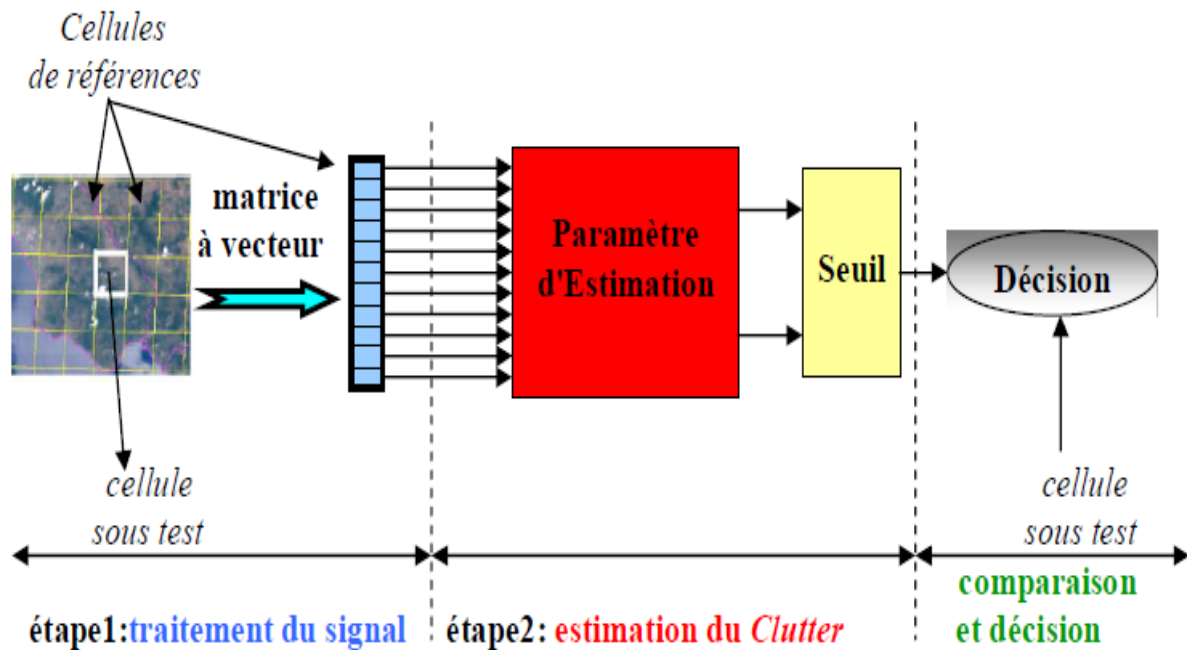 Cellules
de références
matrice
à vecteur
Paramètre
d'Estimation
Seuil
Décision
cellule
sous test
cellule
sous test
étape1:traitement du signal
étape2: estimation du Clutter
comparaison
et décision